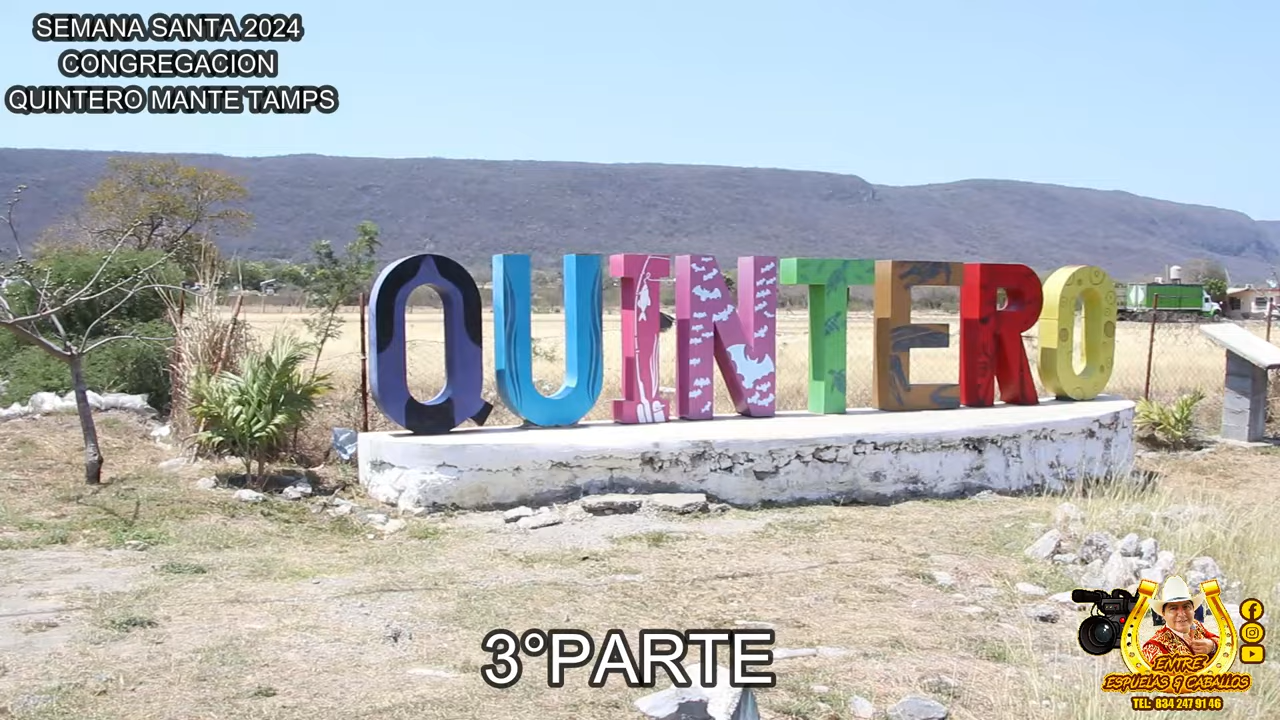 SEMANA SANTA 2024
CONGREGACION
QUINTERO MANTE TAMPS
QUINTERO
3°PARTE
ENTRE
ESPUELAS Y CABALLOS
TEL: 834 247 91 46